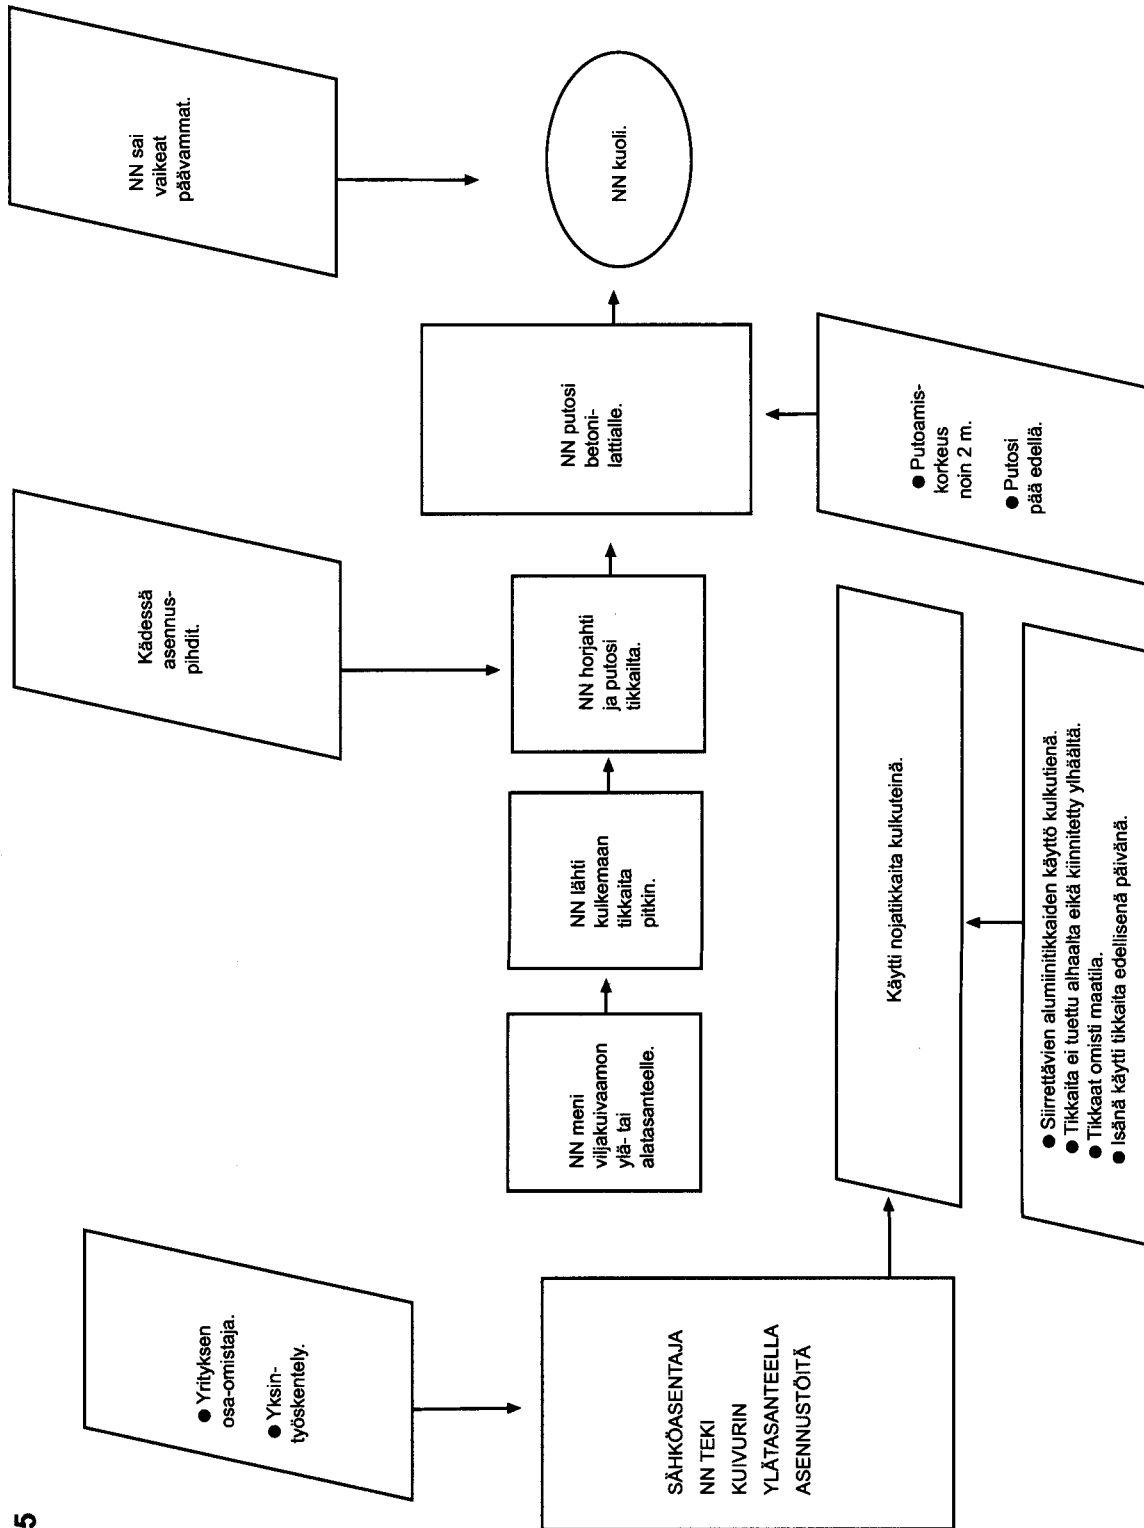 5
● Yrityksen
osa-omistaja.
● Yksin-
työskentely.
SÄHKÖASENTAJA
NN TEKI
KUIVURIN
YLÄTASANTEELLA
ASENNUSTÖITÄ
NN meni
viljakuivaamon
ylä- tai
alatasanteelle.
NN lähti
kulkemaan
tikkaita
pitkin.
Kädessä
asennus-
pihdit.
NN horjahti
ja putosi
tikkailta.
NN putosi
betoni-
lattialle.
NN sai
vaikeat
päävammat.
NN kuoli.
Käytti nojatikkaita kulkuteinä.
● Siirrettävien alumiinitikkaiden käyttö kulkutienä.
● Tikkaita ei tuettu alhaalta eikä kiinnitetty ylhäältä.
● Tikkaat omisti maatila.
● Isänä käytti tikkaita edellisenä päivänä.
● Putoamis-
korkeus
noin 2 m.
● Putosi
pää edellä.